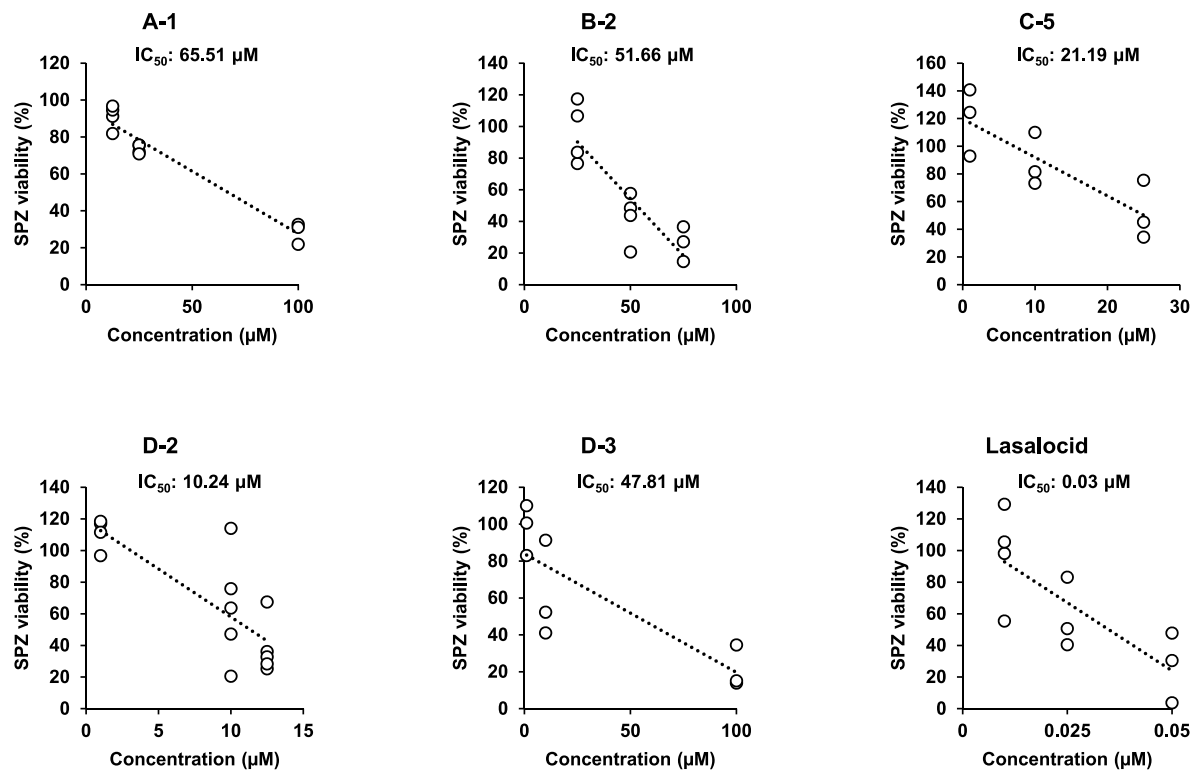 A-1
IC50: 65.51 µM
SPZ viability (%)
120
100
80
60
40
20
0
0 50 100
Concentration (µM)
B-2
IC50: 51.66 µM
SPZ viability (%)
140
120
100
80
60
40
20
0
0 50 100
Concentration (µM)
C-5
IC50: 21.19 µM
SPZ viability (%)
160
140
120
100
80
60
40
20
0
0 10 20 30
Concentration (µM)
D-2
IC50: 10.24 µM
SPZ viability (%)
140
120
100
80
60
40
20
0
0 5 10 15
Concentration (µM)
D-3
IC50: 47.81 µM
SPZ viability (%)
120
100
80
60
40
20
0
0 50 100
Concentration (µM)
Lasalocid
IC50: 0.03 µM
SPZ viability (%)
140
120
100
80
60
40
20
0
0 0.025 0.05
Concentration (µM)